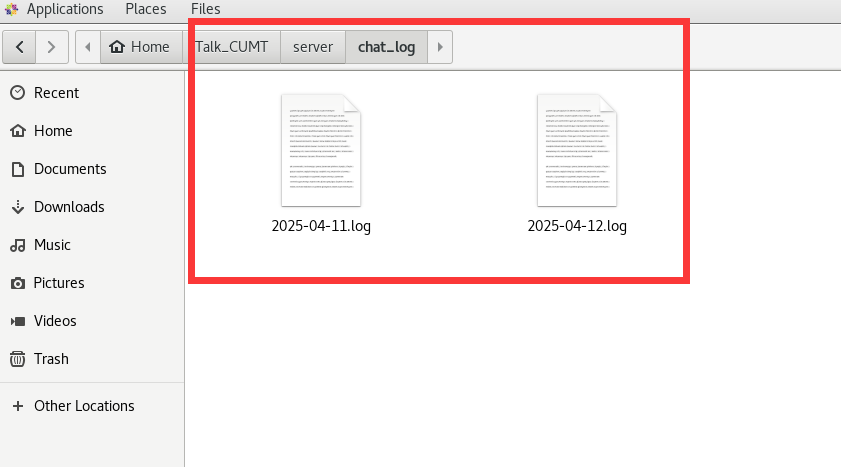 Applications Places Files
Home Talk_CUMT server chat_log
Recent
Home
Documents
Downloads
Music
Pictures
Videos
Trash
Other Locations
2025-04-11.log 2025-04-12.log